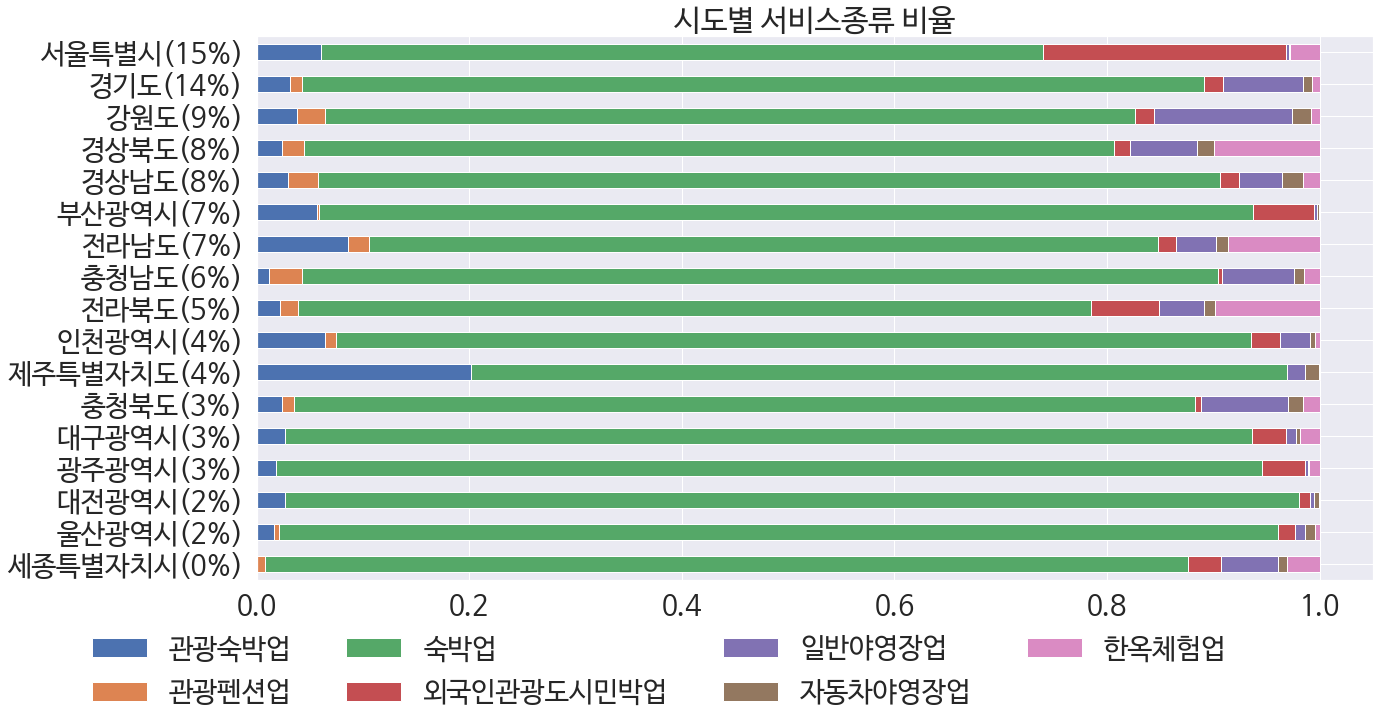 시도별 서비스종류 비율
서울특별시(15%)
경기도(14%)
강원도(9%)
경상북도(8%)
경상남도(8%)
부산광역시(7%)
전라남도(7%)
충청남도(6%)
전라북도(5%)
인천광역시(4%)
제주특별자치도(4%)
충청북도(3%)
대구광역시(3%)
광주광역시(3%)
대전광역시(2%)
울산광역시(2%)
세종특별자치시(0%)
0.0 0.2 0.4 0.6 0.8 1.0
관광숙박업 숙박업 일반야영장업 한옥체험업
관광펜션업 외국인관광도시민박업 자동차야영장업